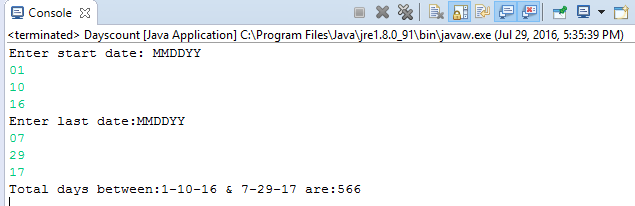 Console
<terminated> Dayscount [Java Application] C:\Program Files\Java\jre1.8.0_91\bin\javaw.exe (Jul 29, 2016, 5:35:39 PM)
Enter start date: MMDDYY
01
10
16
Enter last date:MMDDYY
07
29
17
Total days between:1-10-16 & 7-29-17 are:566